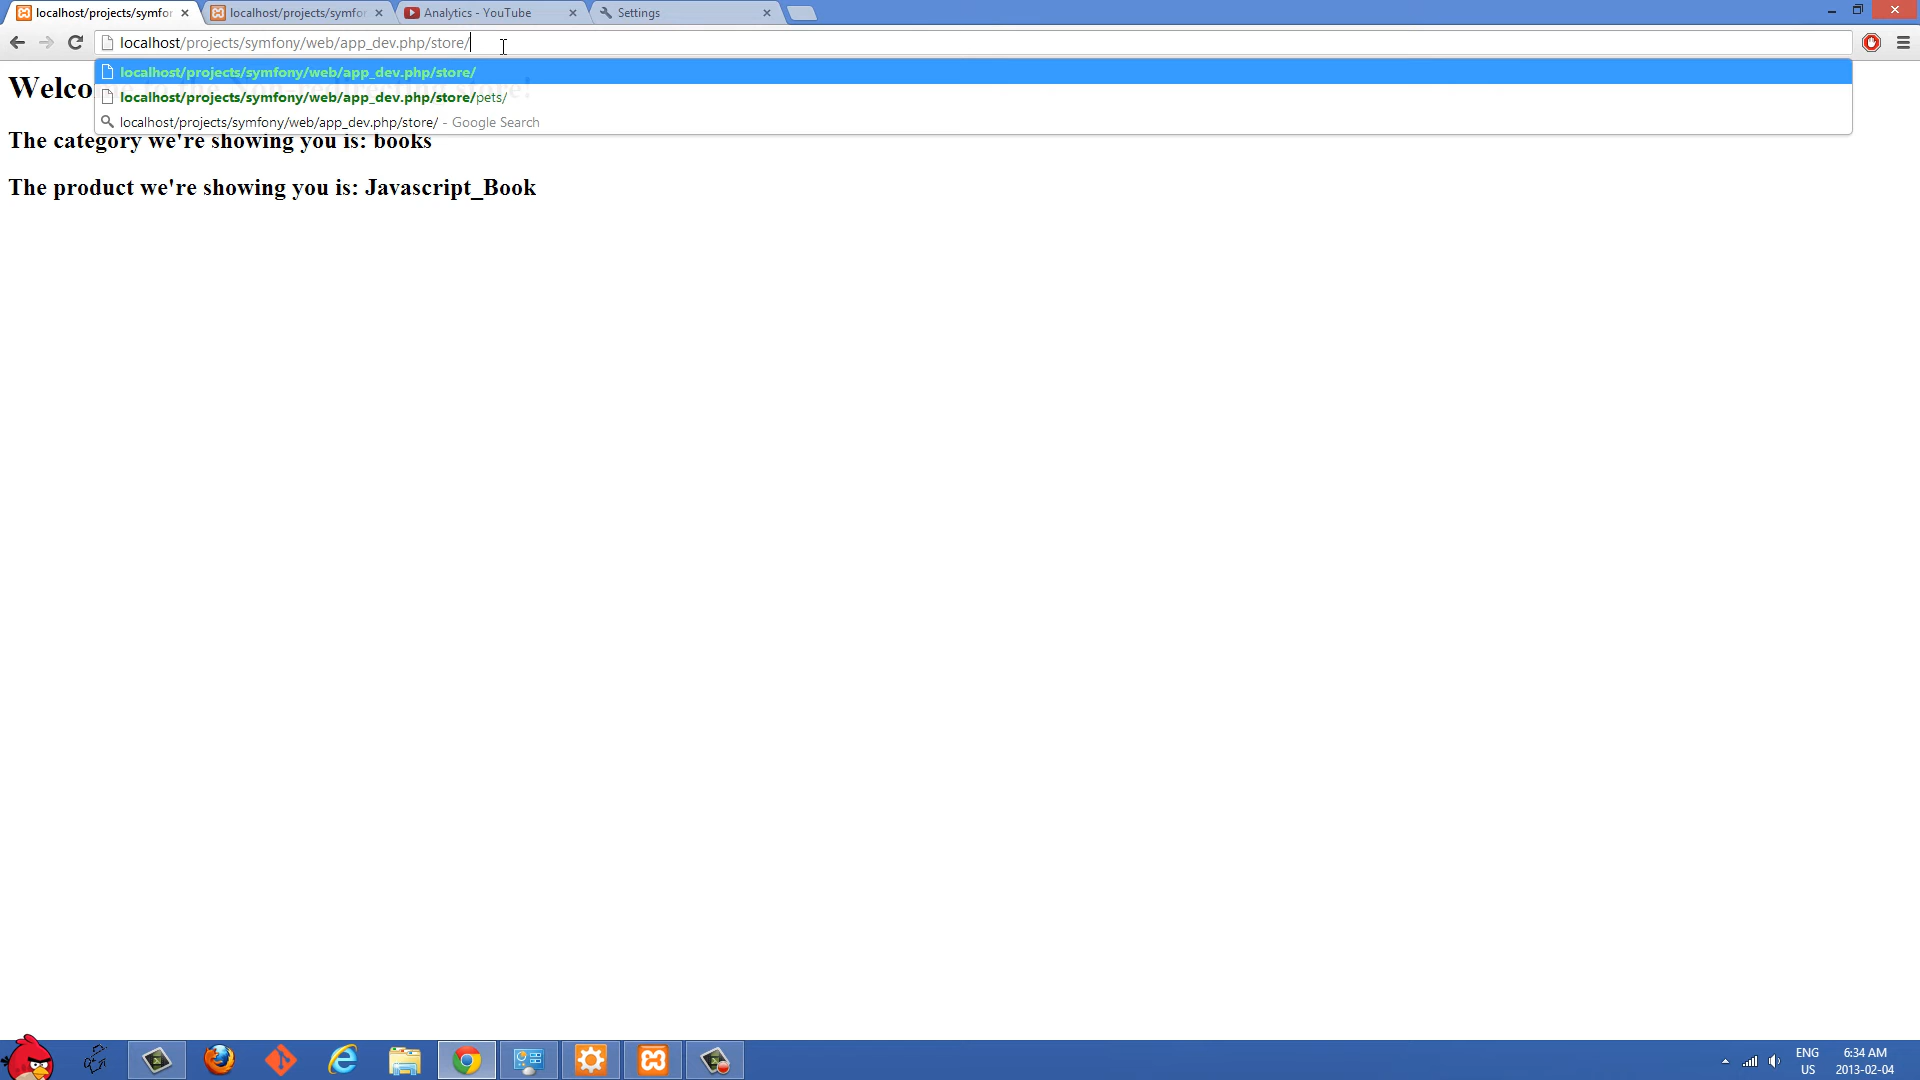 localhost/projects/symfo
localhost/projects/symfo
Analytics - YouTube
Settings
localhost/projects/symfony/web/app_dev.php/store/
localhost/projects/symfony/web/app_dev.php/store/
localhost/projects/symfony/web/app_dev.php/store/pets/
localhost/projects/symfony/web/app_dev.php/store/ - Google Search
The category we're showing you is: books
The product we're showing you is: Javascript_Book
ENG
US
6:34 AM
2013-02-04